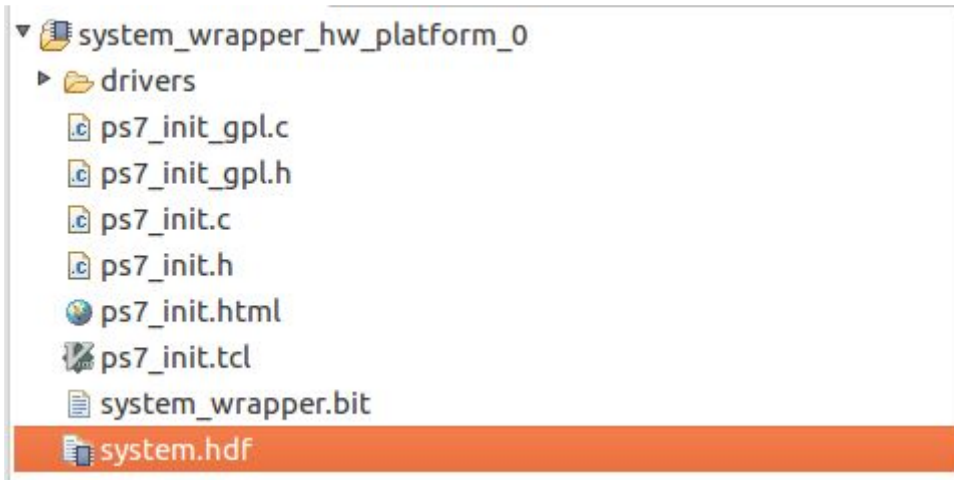 system_wrapper_hw_platform_0
drivers
ps7_init_gpl.c
ps7_init_gpl.h
ps7_init.c
ps7_init.h
ps7_init.html
ps7_init.tcl
system_wrapper.bit
system.hdf